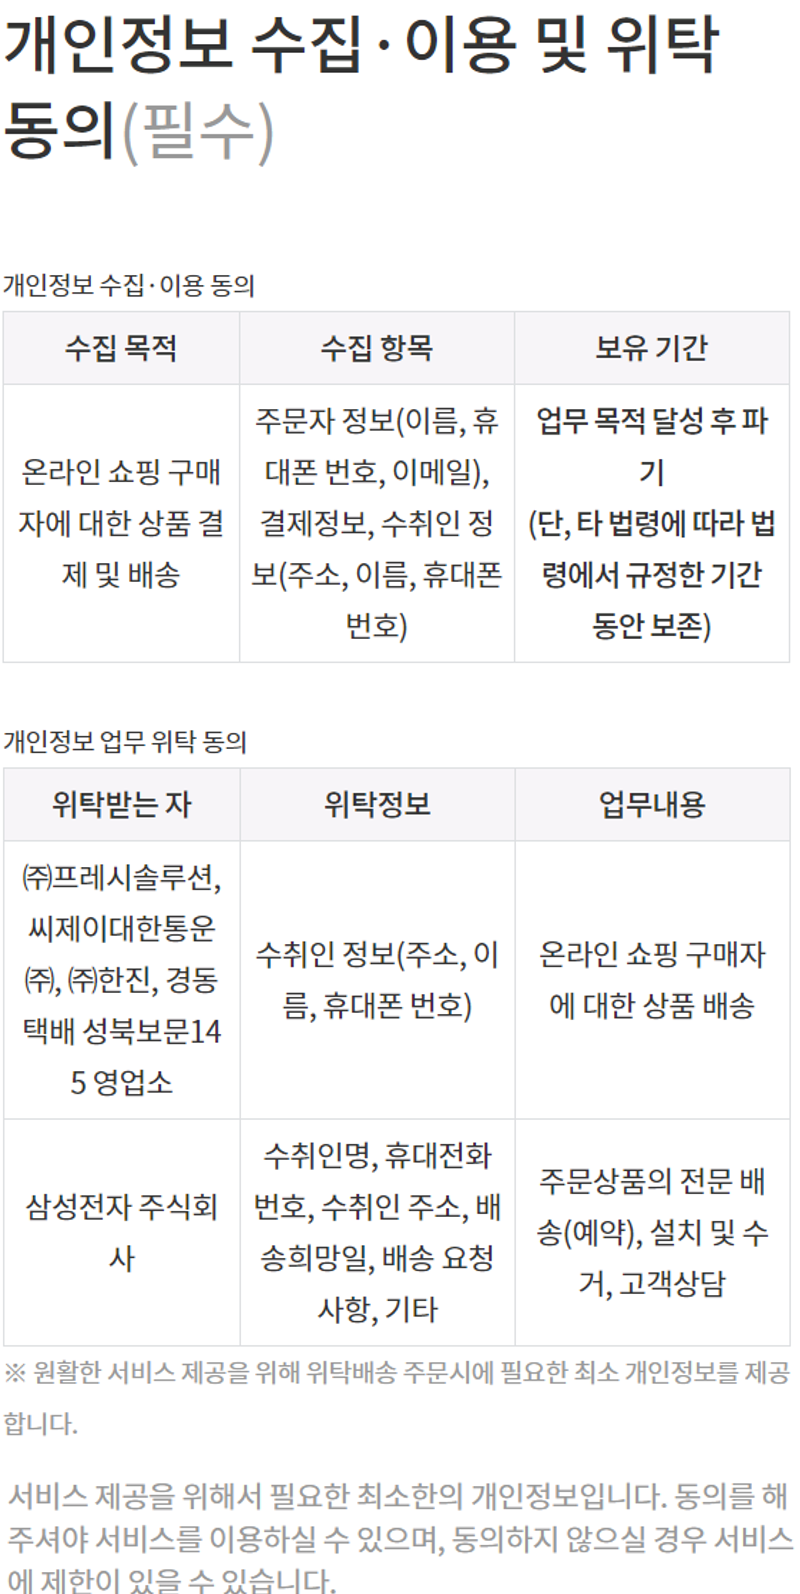 개인정보 수집·이용 및 위탁
동의(필수)
개인정보 수집·이용 동의
수집 목적
수집 항목
보유 기간
온라인 쇼핑 구매
자에 대한 상품 결
제 및 배송
주문자 정보(이름, 휴
대폰 번호, 이메일),
결제정보, 수취인 정
보(주소, 이름, 휴대폰
번호)
업무 목적 달성 후 파
기
(단, 타 법령에 따라 법
령에서 규정한 기간
동안 보존)
개인정보 업무 위탁 동의
위탁받는 자
위탁정보
업무내용
㈜프레시솔루션,
씨제이대한통운
㈜, ㈜한진, 경동
택배 성북보문14
5 영업소
수취인 정보(주소, 이
름, 휴대폰 번호)
온라인 쇼핑 구매자
에 대한 상품 배송
삼성전자 주식회
사
수취인명, 휴대전화
번호, 수취인 주소, 배
송희망일, 배송 요청
사항, 기타
주문상품의 전문 배
송(예약), 설치 및 수
거, 고객상담
※ 원활한 서비스 제공을 위해 위탁배송 주문시에 필요한 최소 개인정보를 제공
합니다.
서비스 제공을 위해서 필요한 최소한의 개인정보입니다. 동의를 해
주셔야 서비스를 이용하실 수 있으며, 동의하지 않으실 경우 서비스
에 제한이 있을 수 있습니다.